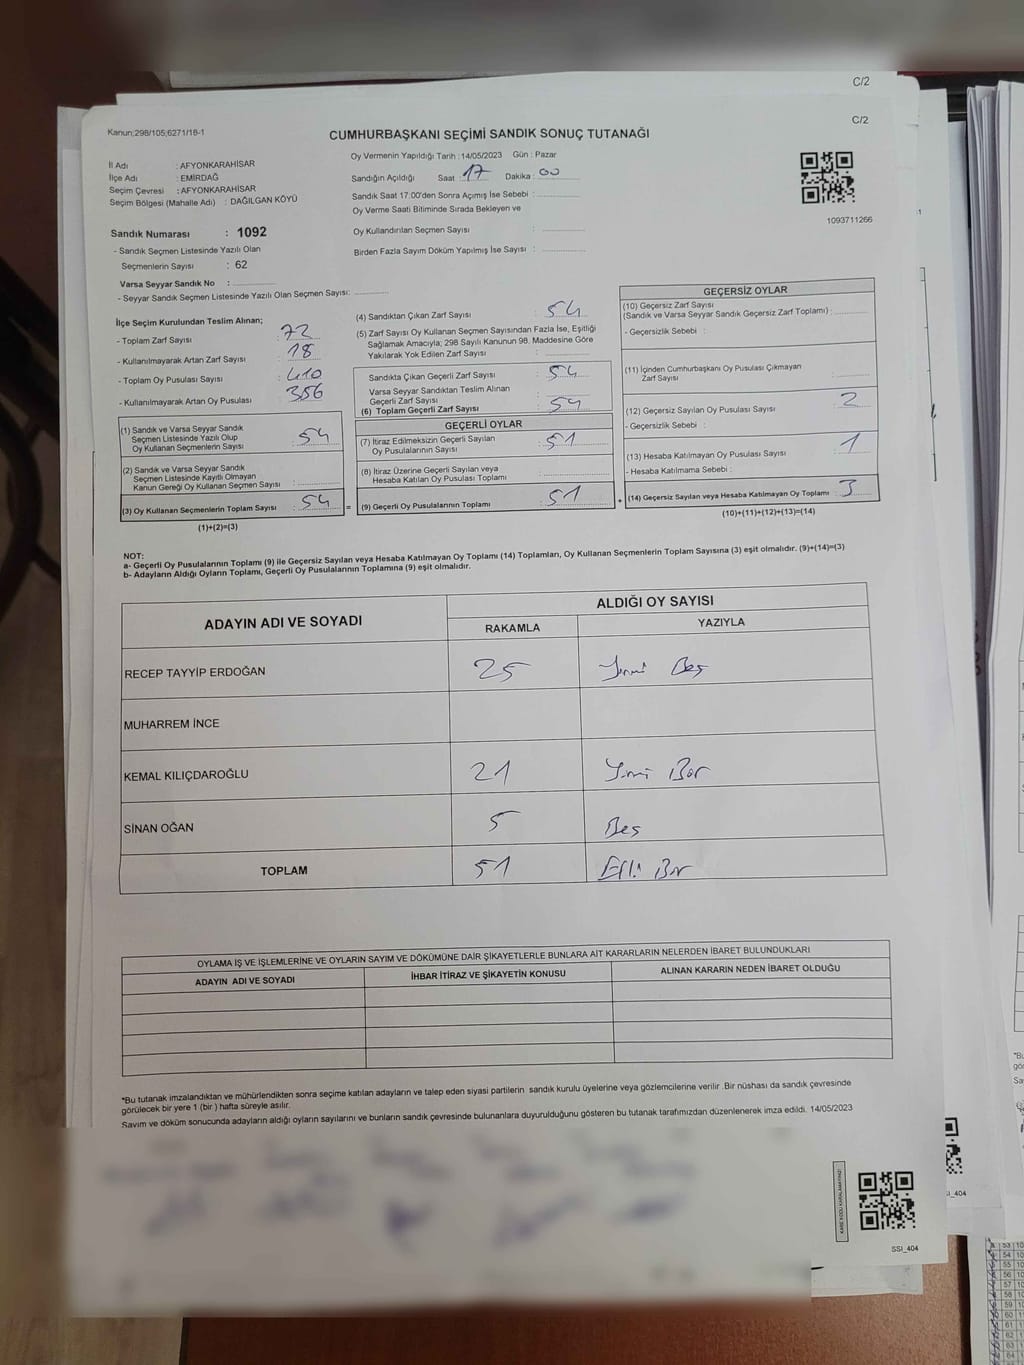 C/2
C/2
Kanun;298/105;6271/18-1
CUMHURBAŞKANI SEÇİMİ SANDIK SONUÇ TUTANAĞI
İl Adı : AFYONKARAHİSAR
İlçe Adı : EMİRDAĞ
Seçim Çevresi : AFYONKARAHİSAR
Seçim Bölgesi (Mahalle Adı) : DAĞILGAN KÖYÜ
Oy Vermenin Yapıldığı Tarih :14/05/2023 Gün : Pazar
Sandığın Açıldığı Saat : 17 Dakika : 00
Sandık Saat 17:00'den Sonra Açımış İse Sebebi :
Oy Verme Saati Bitiminde Sırada Bekleyen ve
Oy Kullandırılan Seçmen Sayısı :
Birden Fazla Sayım Döküm Yapılmış İse Sayısı :
1093711266
Sandık Numarası : 1092
- Sandık Seçmen Listesinde Yazılı Olan
Seçmenlerin Sayısı : 62
Varsa Seyyar Sandık No :
- Seyyar Sandık Listesinde Yazılı Olan Seçmen Sayısı:
İlçe Seçim Kurulundan Teslim Alınan;
- Toplam Zarf Sayısı : 72
- Kullanılmayarak Artan Zarf Sayısı : 18
- Toplam Oy Pusulası Sayısı : 410
- Kullanılmayarak Artan Oy Pusulası : 356
(1) Sandık ve Varsa Seyyar Sandık
Seçmen Listesinde Yazılı Olup
Oy Kullanan Seçmenlerin Sayısı : 54
(2) Sandık ve Varsa Seyyar Sandık
Seçmen Listesinde Kayıtlı Olmayan
Kanun Gereği Oy Kullanan Seçmen Sayısı :
(3) Oy Kullanan Seçmenlerin Toplam Sayısı : 54
(1)+(2)=(3)
(4) Sandıktan Çıkan Zarf Sayısı : 54
(5) Zarf Sayısı Oy Kullanan Seçmen Sayısından Fazla İse, Eşitliği
Sağlamak Amacıyla; 298 Sayılı Kanunun 98. Maddesine Göre
Yakılarak Yok Edilen Zarf Sayısı :
Sandıkta Çıkan Geçerli Zarf Sayısı : 54
Varsa Seyyar Sandıktan Teslim Alınan
Geçerli Zarf Sayısı :
(6) Toplam Geçerli Zarf Sayısı : 54
GEÇERLİ OYLAR
(7) İtiraz Edilmeksizin Geçerli Sayılan
Oy Pusulalarının Sayısı : 51
(8) İtiraz Üzerine Geçerli Sayılan veya
Hesaba Katılan Oy Pusulası Toplamı :
= (9) Geçerli Oy Pusulalarının Toplamı : 51 +
GEÇERSİZ OYLAR
(10) Geçersiz Zarf Sayısı
(Sandık ve Varsa Seyyar Sandık Geçersiz Zarf Toplamı) :
- Geçersizlik Sebebi :
(11) İçinden Cumhurbaşkanı Oy Pusulası Çıkmayan
Zarf Sayısı :
(12) Geçersiz Sayılan Oy Pusulası Sayısı : 2
- Geçersizlik Sebebi :
(13) Hesaba Katılmayan Oy Pusulası Sayısı : 1
- Hesaba Katılmama Sebebi :
(14) Geçersiz Sayılan veya Hesaba Katılmayan Oy Toplamı : 3
(10)+(11)+(12)+(13)=(14)
NOT:
a- Geçerli Oy Pusulalarının Toplamı (9) ile Geçersiz Sayılan veya Hesaba Katılmayan Oy Toplamı (14) Toplamları, Oy Kullanan Seçmenlerin Toplam Sayısına (3) eşit olmalıdır. (9)+(14)=(3)
b- Adayların Aldığı Oyların Toplamı, Geçerli Oy Pusulalarının Toplamına (9) eşit olmalıdır.
ADAYIN ADI VE SOYADI
ALDIĞI OY SAYISI
RAKAMLA YAZIYLA
RECEP TAYYİP ERDOĞAN 25 Yirmi Beş
MUHARREM İNCE
KEMAL KILIÇDAROĞLU 21 Yirmi Bir
SİNAN OĞAN 5 Beş
TOPLAM 51 Elli Bir
OYLAMA İŞ VE İŞLEMLERİNE VE OYLARIN SAYIM VE DÖKÜMÜNE DAİR ŞİKAYETLERLE BUNLARA AİT KARARLARIN NELERDEN İBARET BULUNDUKLARI
ADAYIN ADI VE SOYADI İHBAR İTİRAZ VE ŞİKAYETİN KONUSU ALINAN KARARIN NEDEN İBARET OLDUĞU
*Bu tutanak imzalandıktan ve mühürlendikten sonra seçime katılan adayların ve talep eden siyasi partilerin sandık kurulu üyelerine veya gözlemcilerine verilir .Bir nüshası da sandık çevresinde
görülecek bir yere 1 (bir ) hafta süreyle asılır.
Sayım ve döküm sonucunda adayların aldığı oyların sayılarını ve bunların sandık çevresinde bulunanlara duyurulduğunu gösteren bu tutanak tarafımızdan düzenlenerek imza edildi. 14/05/2023
SSI_404